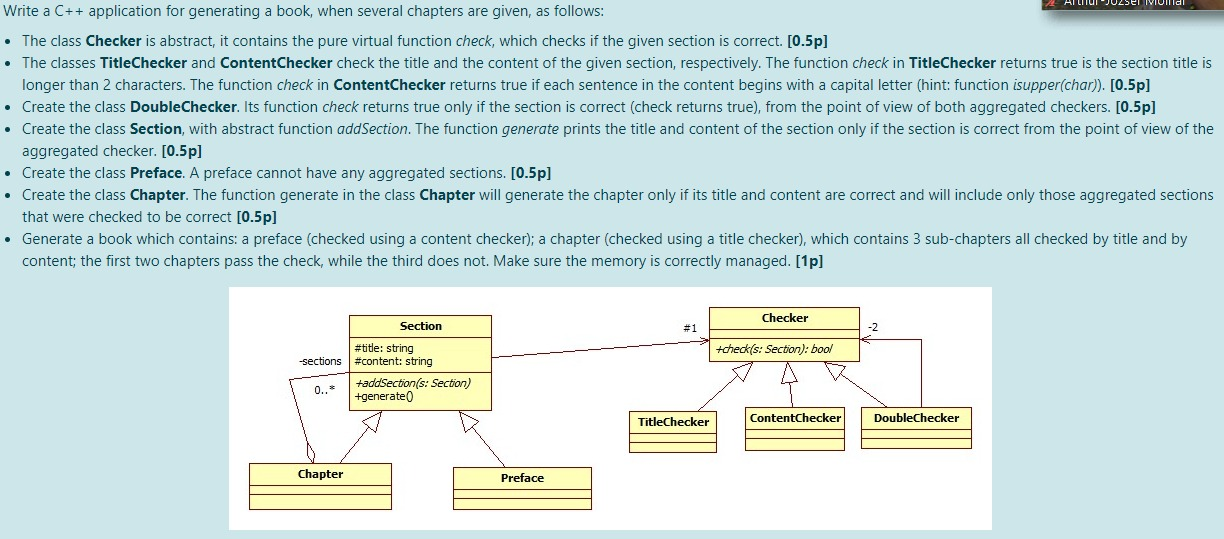 Write a C++ application for generating a book, when several chapters are given, as follows:
• The class Checker is abstract, it contains the pure virtual function check, which checks if the given section is correct. [0.5p]
• The classes TitleChecker and ContentChecker check the title and the content of the given section, respectively. The function check in TitleChecker returns true is the section title is
longer than 2 characters. The function check in ContentChecker returns true if each sentence in the content begins with a capital letter (hint: function isupper(char)). [0.5p]
• Create the class DoubleChecker. Its function check returns true only if the section is correct (check returns true), from the point of view of both aggregated checkers. [0.5p]
• Create the class Section, with abstract function addSection. The function generate prints the title and content of the section only if the section is correct from the point of view of the
aggregated checker. [0.5p]
• Create the class Preface. A preface cannot have any aggregated sections. [0.5p]
• Create the class Chapter. The function generate in the class Chapter will generate the chapter only if its title and content are correct and will include only those aggregated sections
that were checked to be correct [0.5p]
• Generate a book which contains: a preface (checked using a content checker); a chapter (checked using a title checker), which contains 3 sub-chapters all checked by title and by
content; the first two chapters pass the check, while the third does not. Make sure the memory is correctly managed. [1p]
Section
#title: string
#content: string
+addSection(s: Section)
+generate()
-sections
0..*
#1
Checker
+check(s: Section): bool
-2
TitleChecker
ContentChecker
DoubleChecker
Chapter
Preface